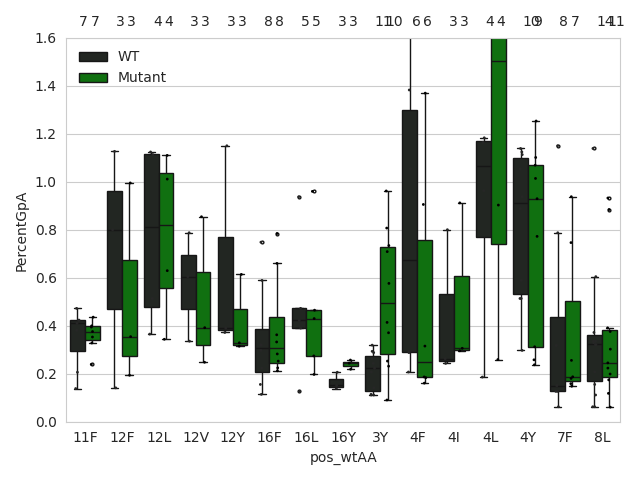 7 7 3 3 4 4 3 3 3 3 8 8 5 5 3 3 11 10 6 6 3 3 4 4 10 9 8 7 14 11
1.6
WT
Mutant
1.4
1.2
1.0
0.8
0.6
0.4
0.2
0.0
PercentGpA
11F 12F 12L 12V 12Y 16F 16L 16Y 3Y 4F 4I 4L 4Y 7F 8L
pos_wtAA